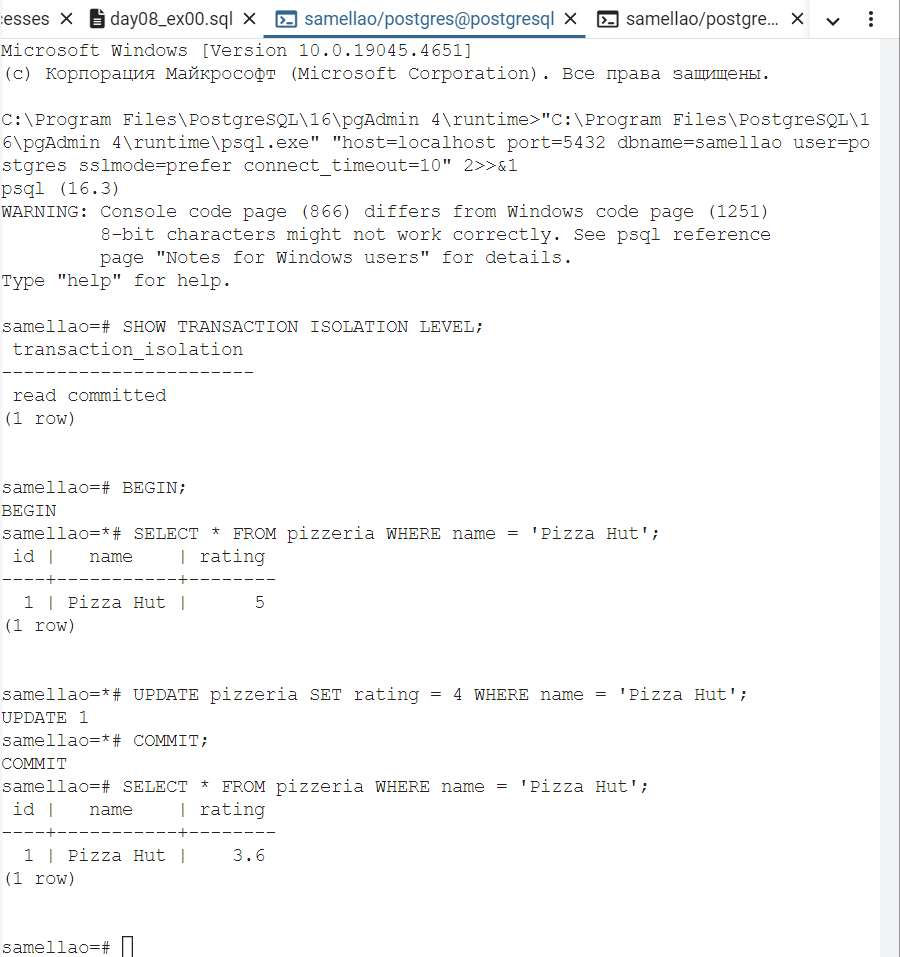 esses × day08_ex00.sql × samellao/postgres@postgresql × samellao/postgre... ×
Microsoft Windows [Version 10.0.19045.4651]
(c) Корпорация Майкрософт (Microsoft Corporation). Все права защищены.

C:\Program Files\PostgreSQL\16\pgAdmin 4\runtime>"C:\Program Files\PostgreSQL\1
6\pgAdmin 4\runtime\psql.exe" "host=localhost port=5432 dbname=samellao user=po
stgres sslmode=prefer connect_timeout=10" 2>>&1
psql (16.3)
WARNING: Console code page (866) differs from Windows code page (1251)
         8-bit characters might not work correctly. See psql reference
         page "Notes for Windows users" for details.
Type "help" for help.

samellao=# SHOW TRANSACTION ISOLATION LEVEL;
 transaction_isolation
-----------------------
 read committed
(1 row)


samellao=# BEGIN;
BEGIN
samellao=*# SELECT * FROM pizzeria WHERE name = 'Pizza Hut';
 id |   name    | rating
----+-----------+--------
  1 | Pizza Hut |      5
(1 row)


samellao=*# UPDATE pizzeria SET rating = 4 WHERE name = 'Pizza Hut';
UPDATE 1
samellao=*# COMMIT;
COMMIT
samellao=# SELECT * FROM pizzeria WHERE name = 'Pizza Hut';
 id |   name    | rating
----+-----------+--------
  1 | Pizza Hut |    3.6
(1 row)


samellao=#